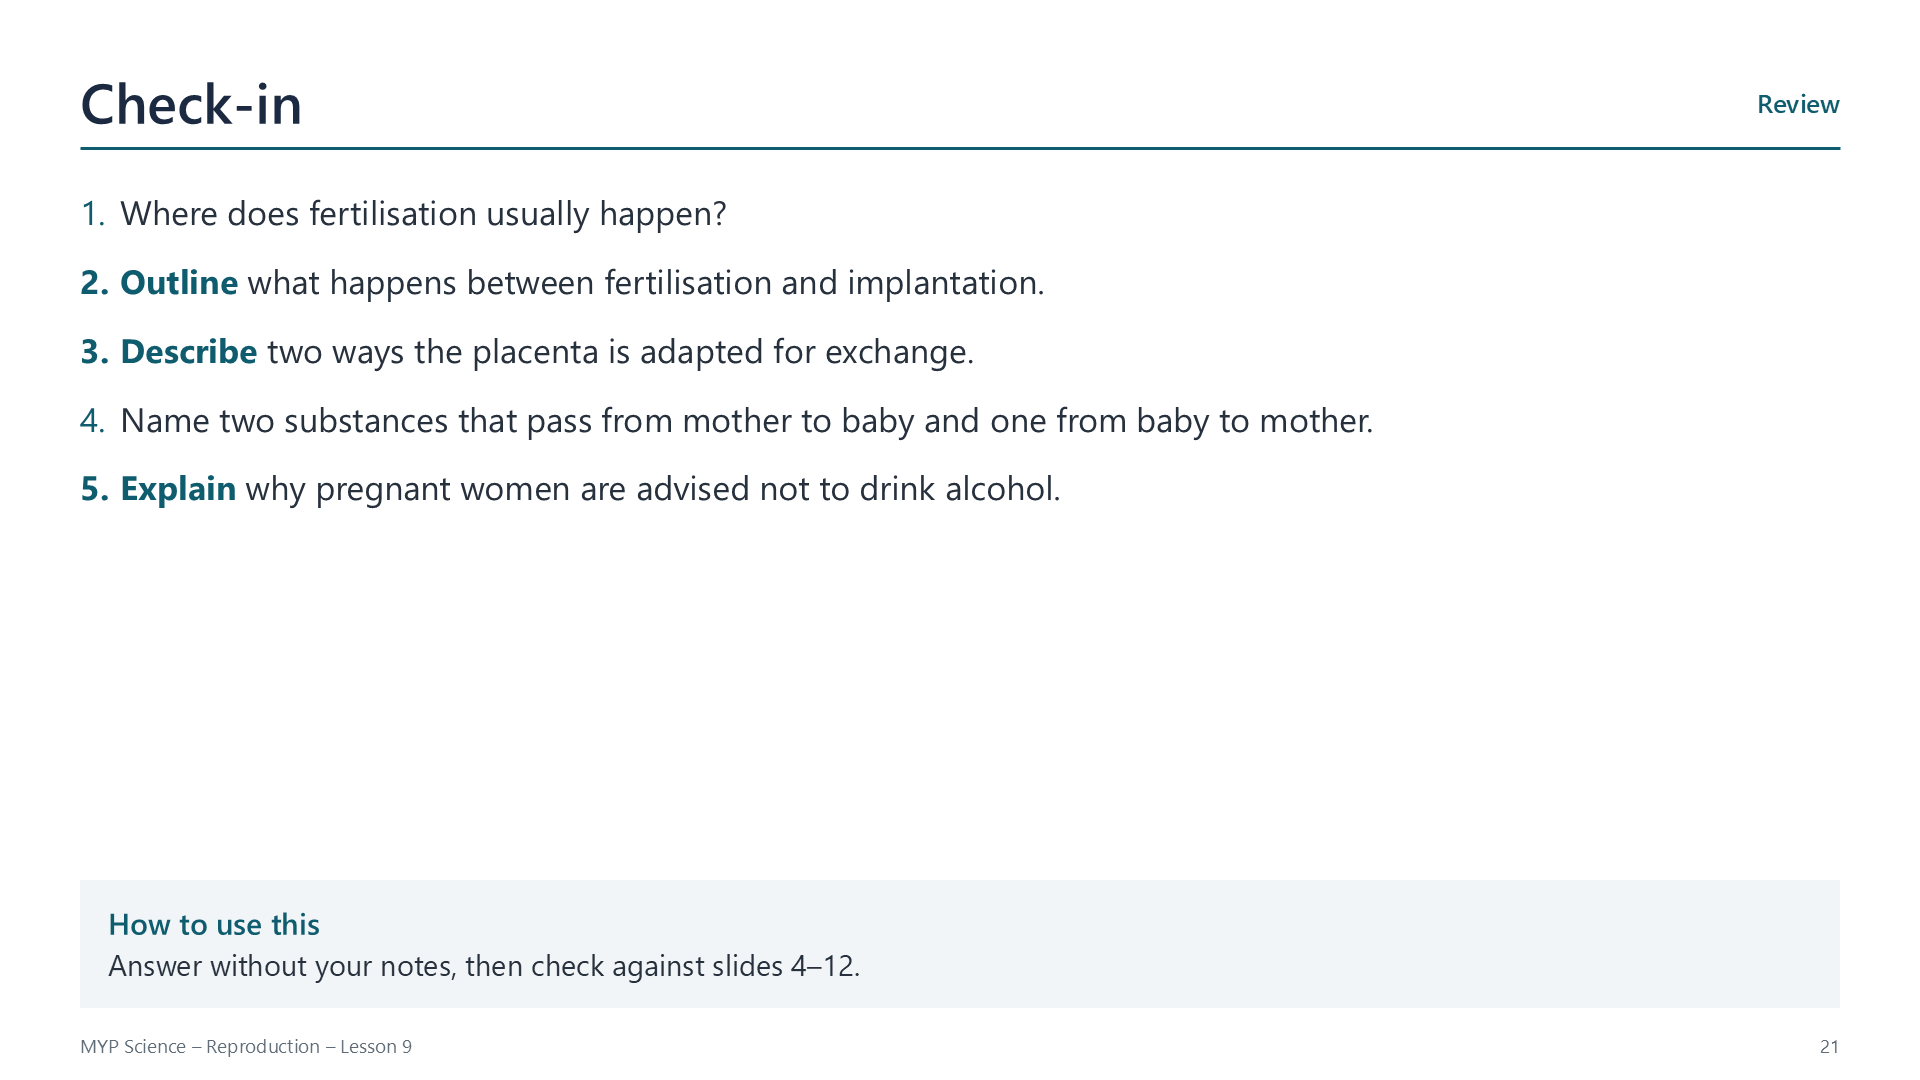 Check-in
Review
1. Where does fertilisation usually happen?
2. Outline what happens between fertilisation and implantation.
3. Describe two ways the placenta is adapted for exchange.
4. Name two substances that pass from mother to baby and one from baby to mother.
5. Explain why pregnant women are advised not to drink alcohol.
How to use this
Answer without your notes, then check against slides 4–12.
MYP Science – Reproduction – Lesson 9
21